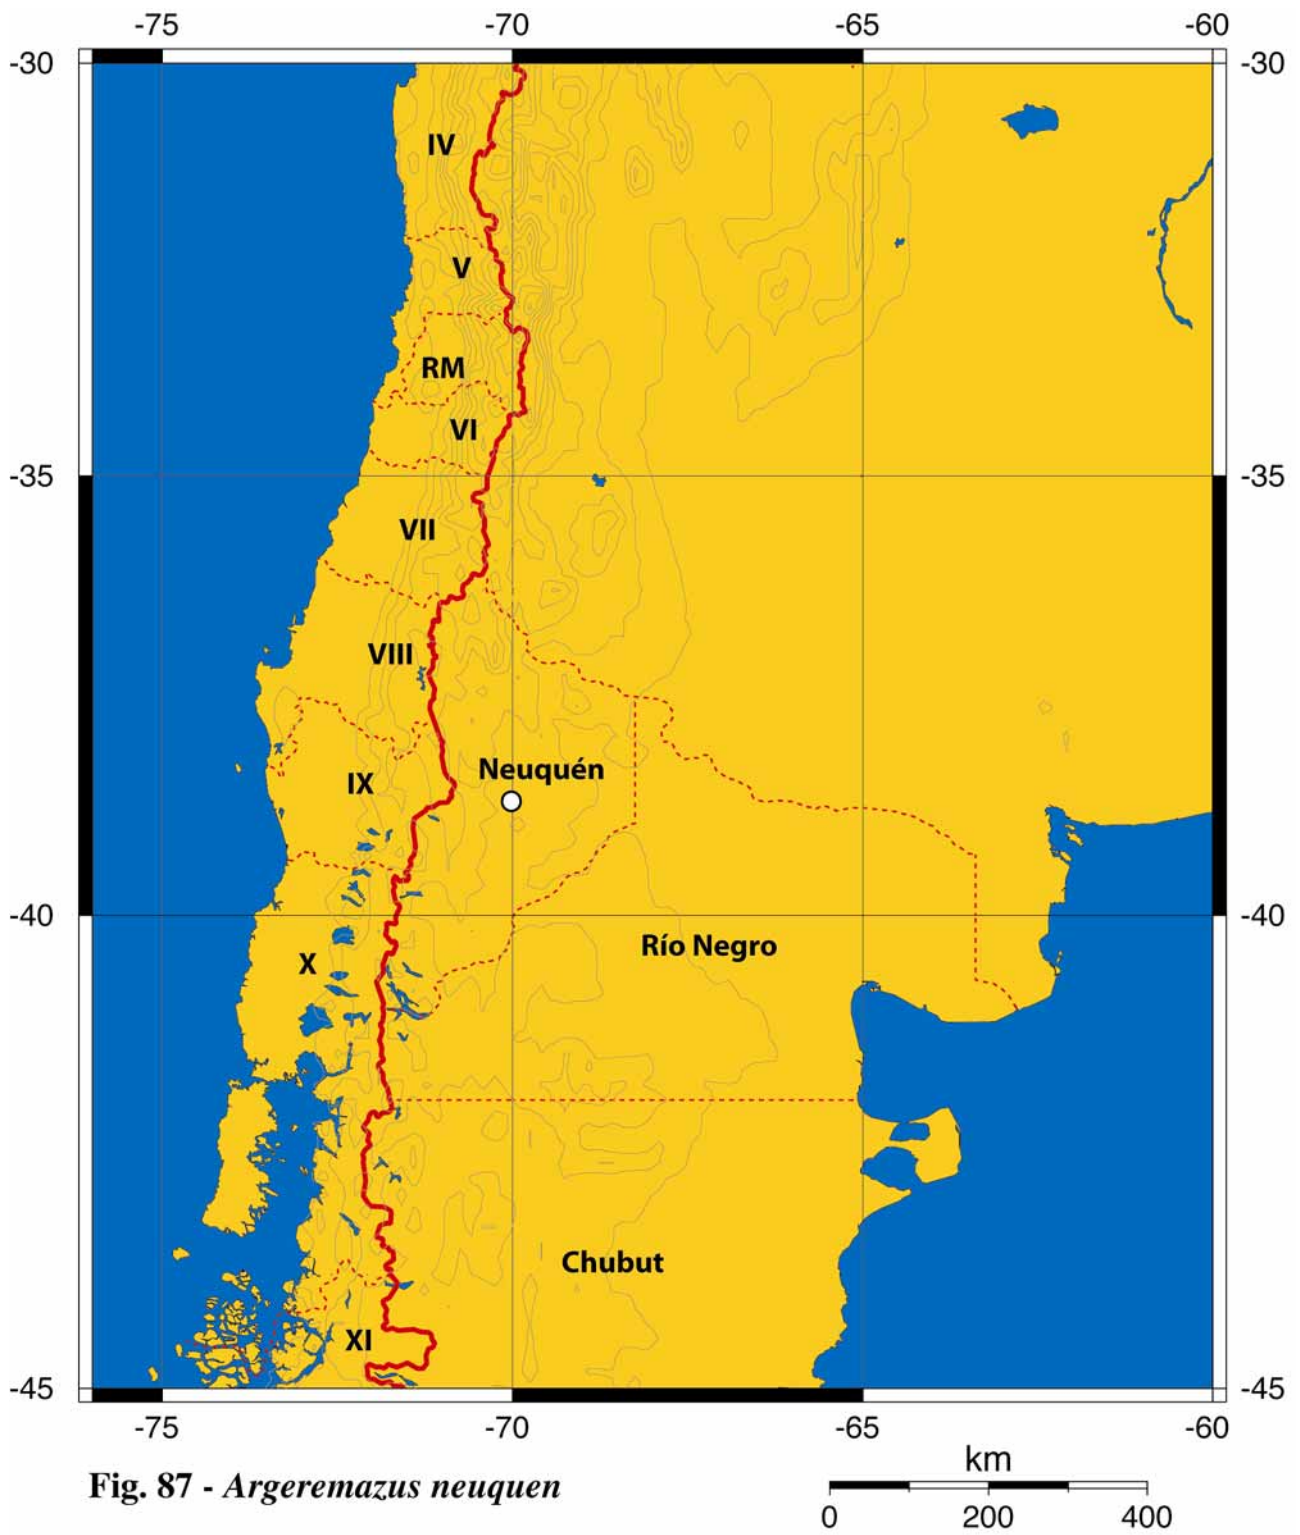 -75 -70 -65 -60
-30 -30
IV
V
RM
VI
-35 -35
VII
VIII
Neuquén
IX
-40 -40
Río Negro
X
Chubut
XI
-45 -45
-75 -70 -65 -60
km
Fig. 87 - Argeremazus neuquen
0 200 400